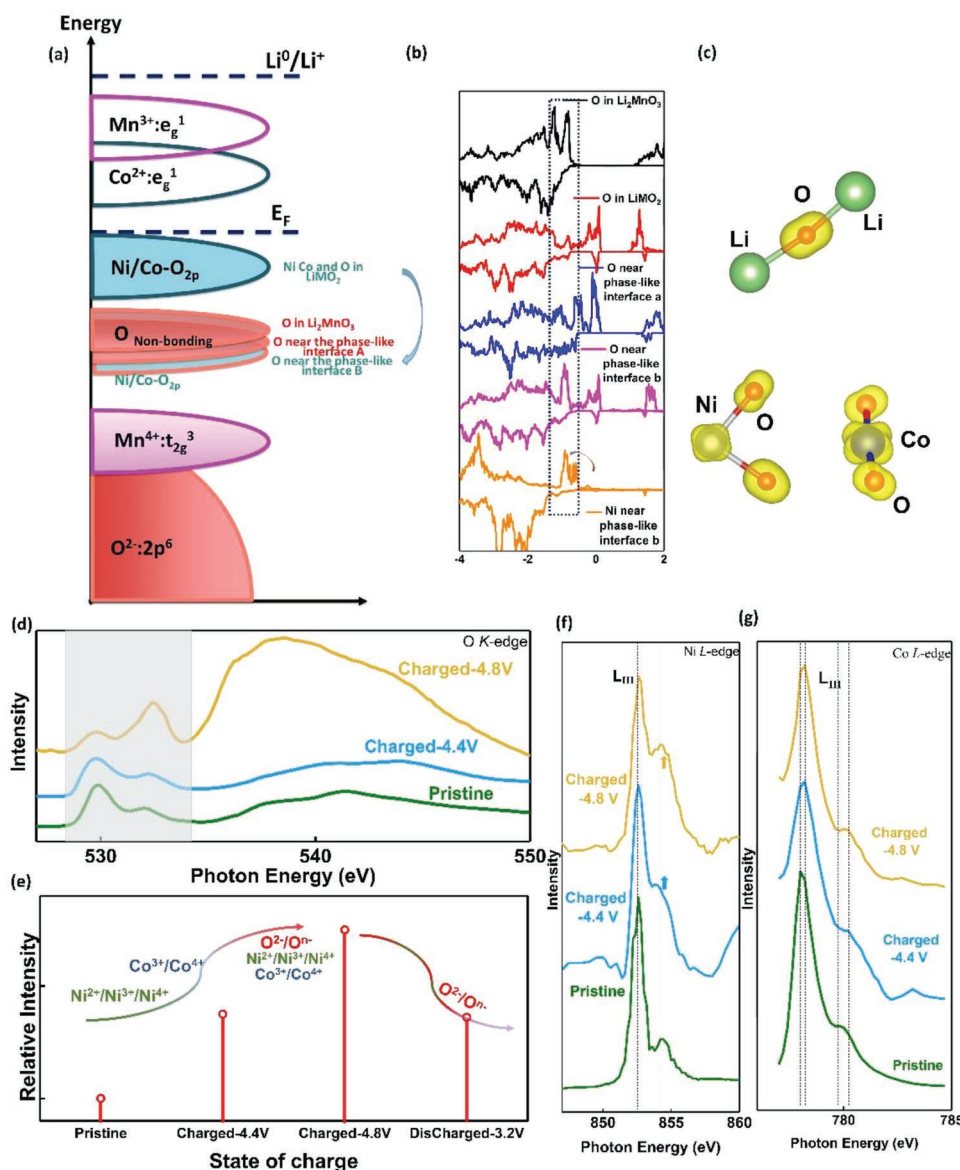 Energy
(a)
Li⁰/Li⁺
Mn³⁺:e_g¹
Co²⁺:e_g¹
E_F
Ni/Co-O₂ₚ
Ni Co and O in
LiMO₂
O Non-bonding
O in Li₂MnO₃
O near the phase-like
interface A
O near the phase-like
interface B
Ni/Co-O₂ₚ
Mn⁴⁺:t₂g³
O²⁻:2p⁶
(b)
O in Li₂MnO₃
O in LiMO₂
O near
phase-like
interface a
O near
phase-like
interface b
Ni near
phase-like
interface b
-4 -2 0 2 4
(c)
O
Li
Li
Ni
O
O
Co
O
(d)
O K-edge
Charged-4.8V
Charged-4.4V
Pristine
Intensity
530 540 550
Photon Energy (eV)
(e)
O²⁻/Oⁿ⁻
Ni²⁺/Ni³⁺/Ni⁴⁺
Co³⁺/Co⁴⁺
Co³⁺/Co⁴⁺
Ni²⁺/Ni³⁺/Ni⁴⁺
O²⁻/Oⁿ⁻
Relative Intensity
Pristine Charged-4.4V Charged-4.8V DisCharged-3.2V
State of charge
(f)
Ni L-edge
L_III
Charged
-4.8 V
Charged
-4.4 V
Pristine
Intensity
850 855 860
Photon Energy (eV)
(g)
Co L-edge
L_III
Charged
-4.8 V
Charged
-4.4 V
Pristine
Intensity
780 785
Photon Energy (eV)